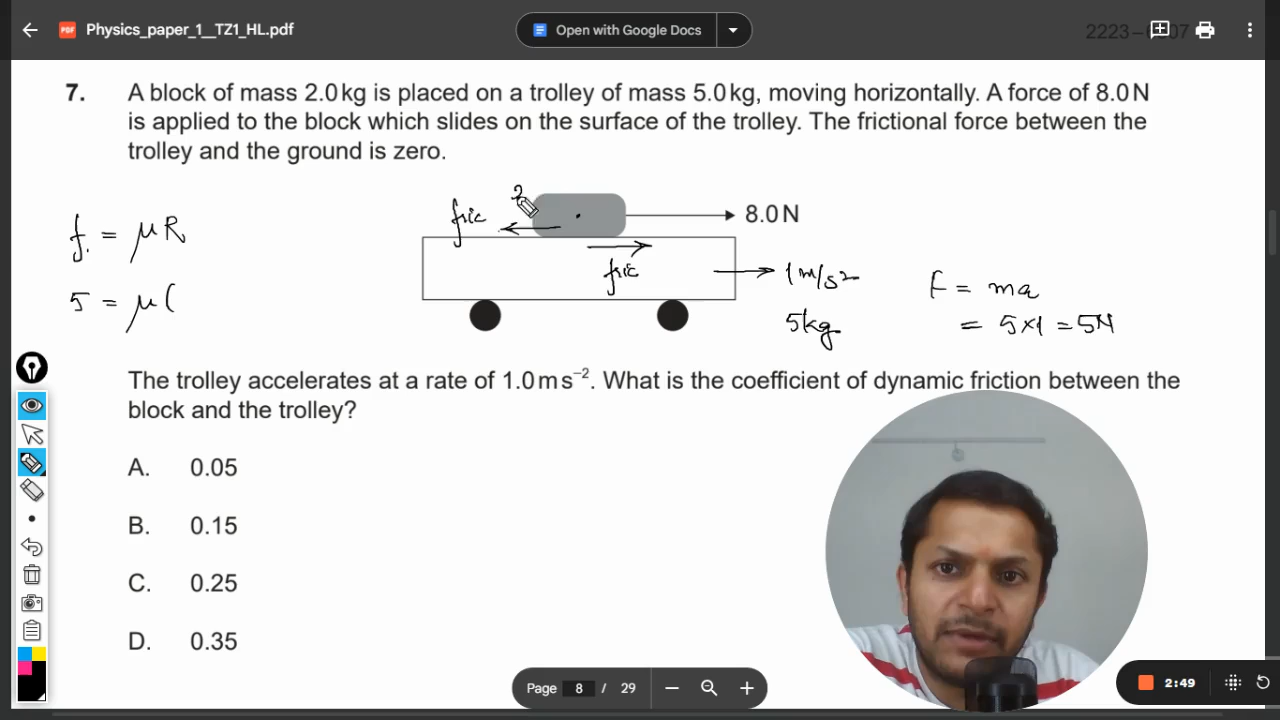 Physics_paper_1__TZ1_HL.pdf
Open with Google Docs
7. A block of mass 2.0 kg is placed on a trolley of mass 5.0 kg, moving horizontally. A force of 8.0 N
is applied to the block which slides on the surface of the trolley. The frictional force between the
trolley and the ground is zero.
2
fric
8.0 N
f. = μR
fric
1 m/s²
F = ma
5 = μ(
5kg
= 5×1 = 5N
The trolley accelerates at a rate of 1.0 m s⁻². What is the coefficient of dynamic friction between the
block and the trolley?
A. 0.05
B. 0.15
C. 0.25
D. 0.35
Page 8 / 29
2:49